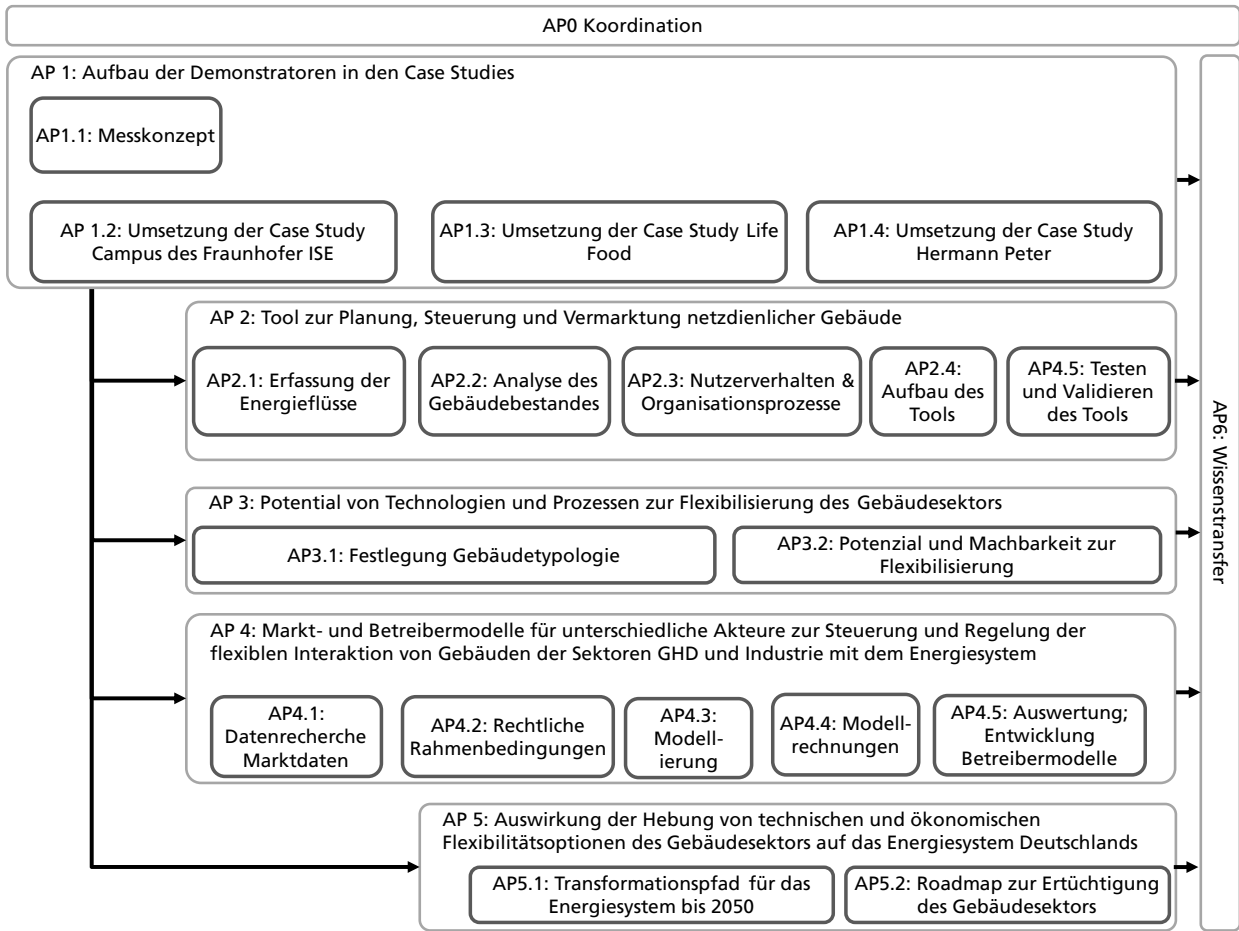 AP0 Koordination
AP 1: Aufbau der Demonstratoren in den Case Studies
AP1.1: Messkonzept
AP 1.2: Umsetzung der Case Study
Campus des Fraunhofer ISE
AP1.3: Umsetzung der Case Study Life
Food
AP1.4: Umsetzung der Case Study
Hermann Peter
AP 2: Tool zur Planung, Steuerung und Vermarktung netzdienlicher Gebäude
AP2.1: Erfassung der
Energieflüsse
AP2.2: Analyse des
Gebäudebestandes
AP2.3: Nutzerverhalten &
Organisationsprozesse
AP2.4:
Aufbau des
Tools
AP4.5: Testen
und Validieren
des Tools
AP 3: Potential von Technologien und Prozessen zur Flexibilisierung des Gebäudesektors
AP3.1: Festlegung Gebäudetypologie
AP3.2: Potenzial und Machbarkeit zur
Flexibilisierung
AP 4: Markt- und Betreibermodelle für unterschiedliche Akteure zur Steuerung und Regelung der
flexiblen Interaktion von Gebäuden der Sektoren GHD und Industrie mit dem Energiesystem
AP4.1:
Datenrecherche
Marktdaten
AP4.2: Rechtliche
Rahmenbedingungen
AP4.3:
Modell-
ierung
AP4.4: Modell-
rechnungen
AP4.5: Auswertung;
Entwicklung
Betreibermodelle
AP 5: Auswirkung der Hebung von technischen und ökonomischen
Flexibilitätsoptionen des Gebäudesektors auf das Energiesystem Deutschlands
AP5.1: Transformationspfad für das
Energiesystem bis 2050
AP5.2: Roadmap zur Ertüchtigung
des Gebäudesektors
AP6: Wissenstransfer